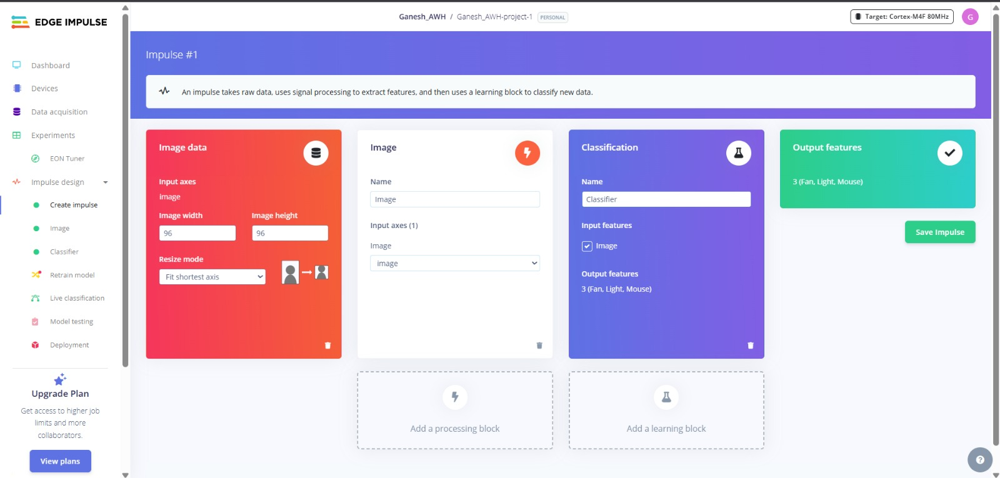 EDGE IMPULSE
Ganesh_AWH / Ganesh_AWH-project-1 PERSONAL
Target: Cortex-M4F 80MHz
G
Dashboard
Devices
Data acquisition
Experiments
EON Tuner
Impulse design
Create impulse
Image
Classifier
Retrain model
Live classification
Model testing
Deployment
Upgrade Plan
Get access to higher job
limits and more
collaborators.
View plans
Impulse #1
An impulse takes raw data, uses signal processing to extract features, and then uses a learning block to classify new data.
Image data
Input axes
image
Image width
Image height
96
96
Resize mode
Fit shortest axis
Image
Name
Image
Input axes (1)
Image
image
Classification
Name
Classifier
Input features
Image
Output features
3 (Fan, Light, Mouse)
Output features
3 (Fan, Light, Mouse)
Save Impulse
Add a processing block
Add a learning block
?